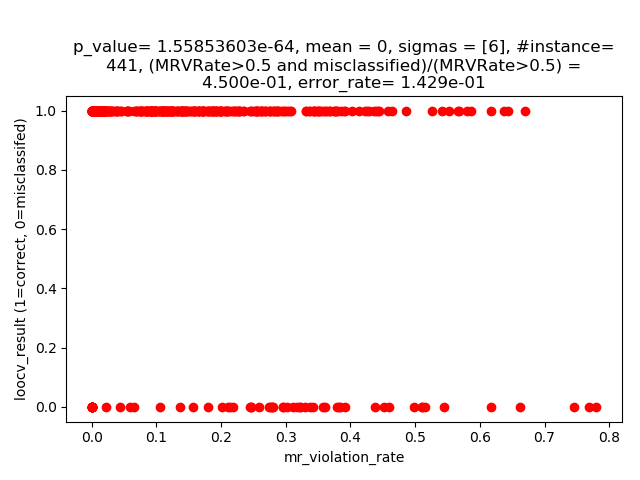 p_value= 1.55853603e-64, mean = 0, sigmas = [6], #instance=
441, (MRVRate>0.5 and misclassified)/(MRVRate>0.5) =
4.500e-01, error_rate= 1.429e-01
loocv_result (1=correct, 0=misclassifed)
1.0
0.8
0.6
0.4
0.2
0.0
0.0 0.1 0.2 0.3 0.4 0.5 0.6 0.7 0.8
mr_violation_rate